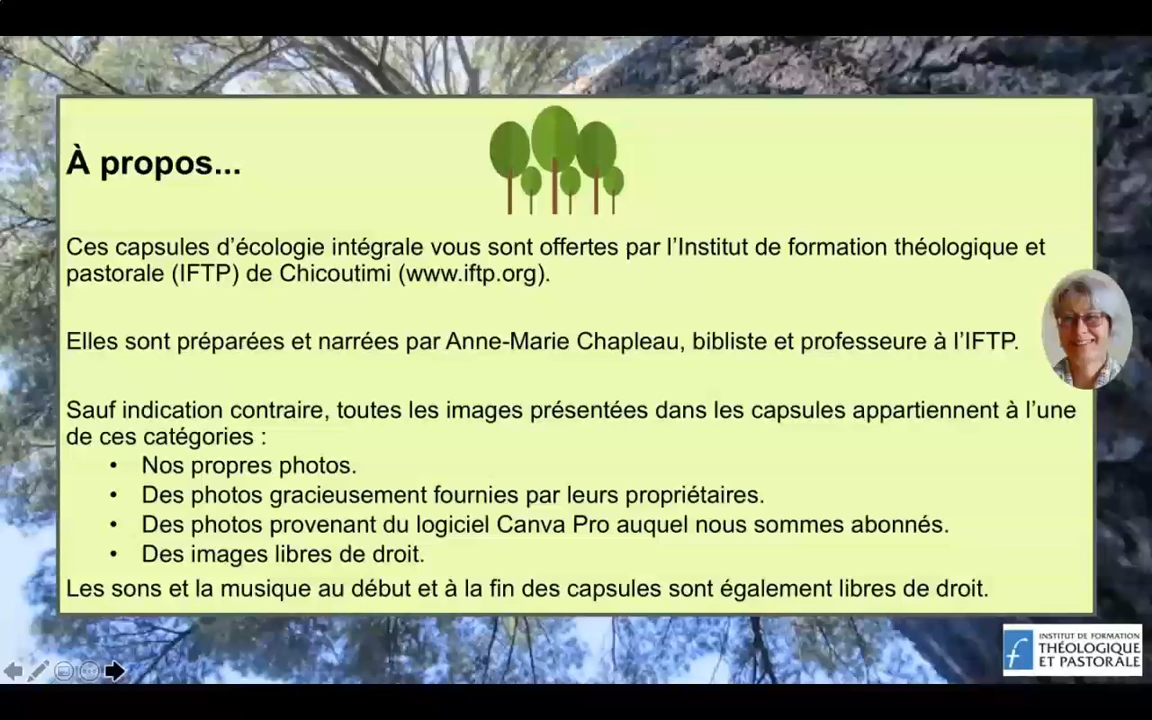 À propos...
Ces capsules d’écologie intégrale vous sont offertes par l’Institut de formation théologique et
pastorale (IFTP) de Chicoutimi (www.iftp.org).
Elles sont préparées et narrées par Anne-Marie Chapleau, bibliste et professeure à l’IFTP.
Sauf indication contraire, toutes les images présentées dans les capsules appartiennent à l’une
de ces catégories :
• Nos propres photos.
• Des photos gracieusement fournies par leurs propriétaires.
• Des photos provenant du logiciel Canva Pro auquel nous sommes abonnés.
• Des images libres de droit.
Les sons et la musique au début et à la fin des capsules sont également libres de droit.
INSTITUT DE FORMATION
THÉOLOGIQUE
ET PASTORALE